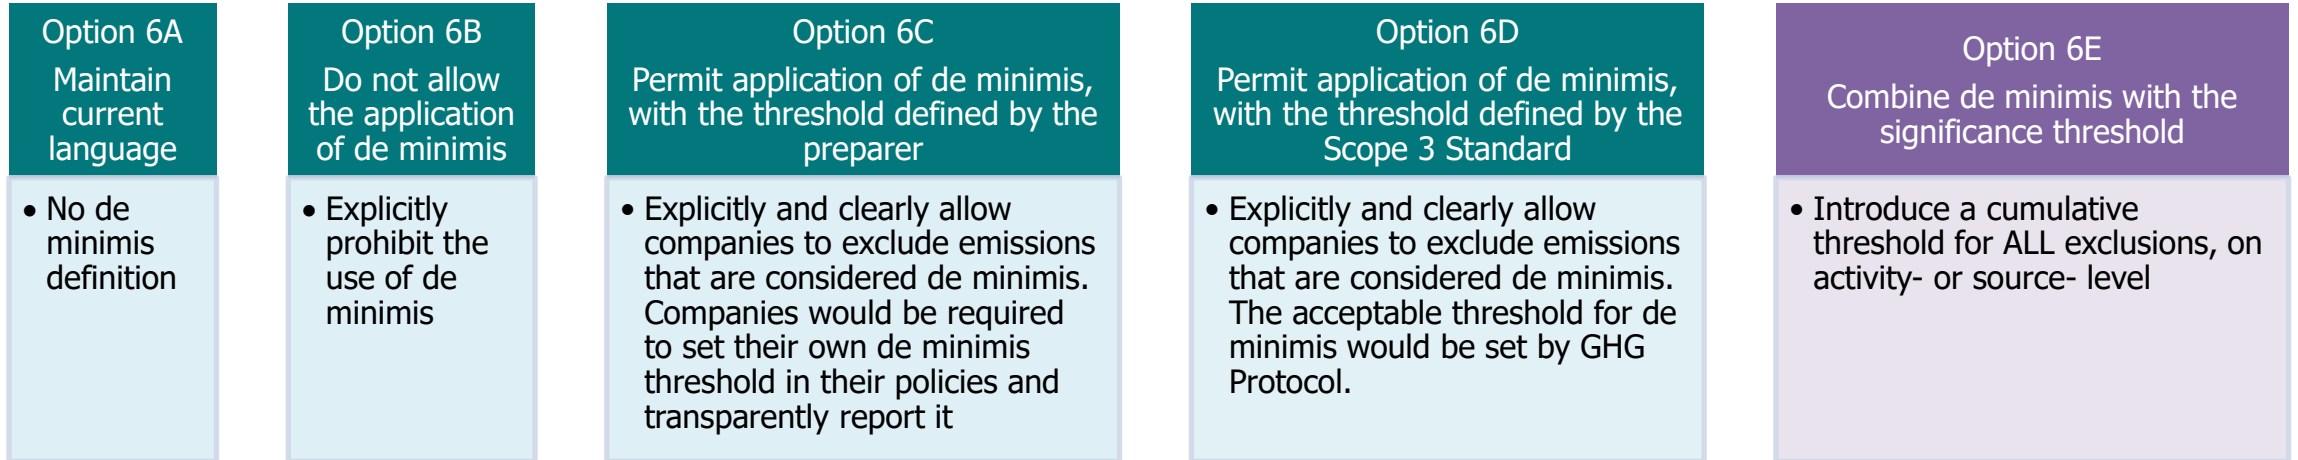 Option 6A
Maintain
current
language
• No de
minimis
definition
Option 6B
Do not allow
the application
of de minimis
• Explicitly
prohibit the
use of de
minimis
Option 6C
Permit application of de minimis,
with the threshold defined by the
preparer
• Explicitly and clearly allow
companies to exclude emissions
that are considered de minimis.
Companies would be required
to set their own de minimis
threshold in their policies and
transparently report it
Option 6D
Permit application of de minimis,
with the threshold defined by the
Scope 3 Standard
• Explicitly and clearly allow
companies to exclude emissions
that are considered de minimis.
The acceptable threshold for de
minimis would be set by GHG
Protocol.
Option 6E
Combine de minimis with the
significance threshold
• Introduce a cumulative
threshold for ALL exclusions, on
activity- or source- level